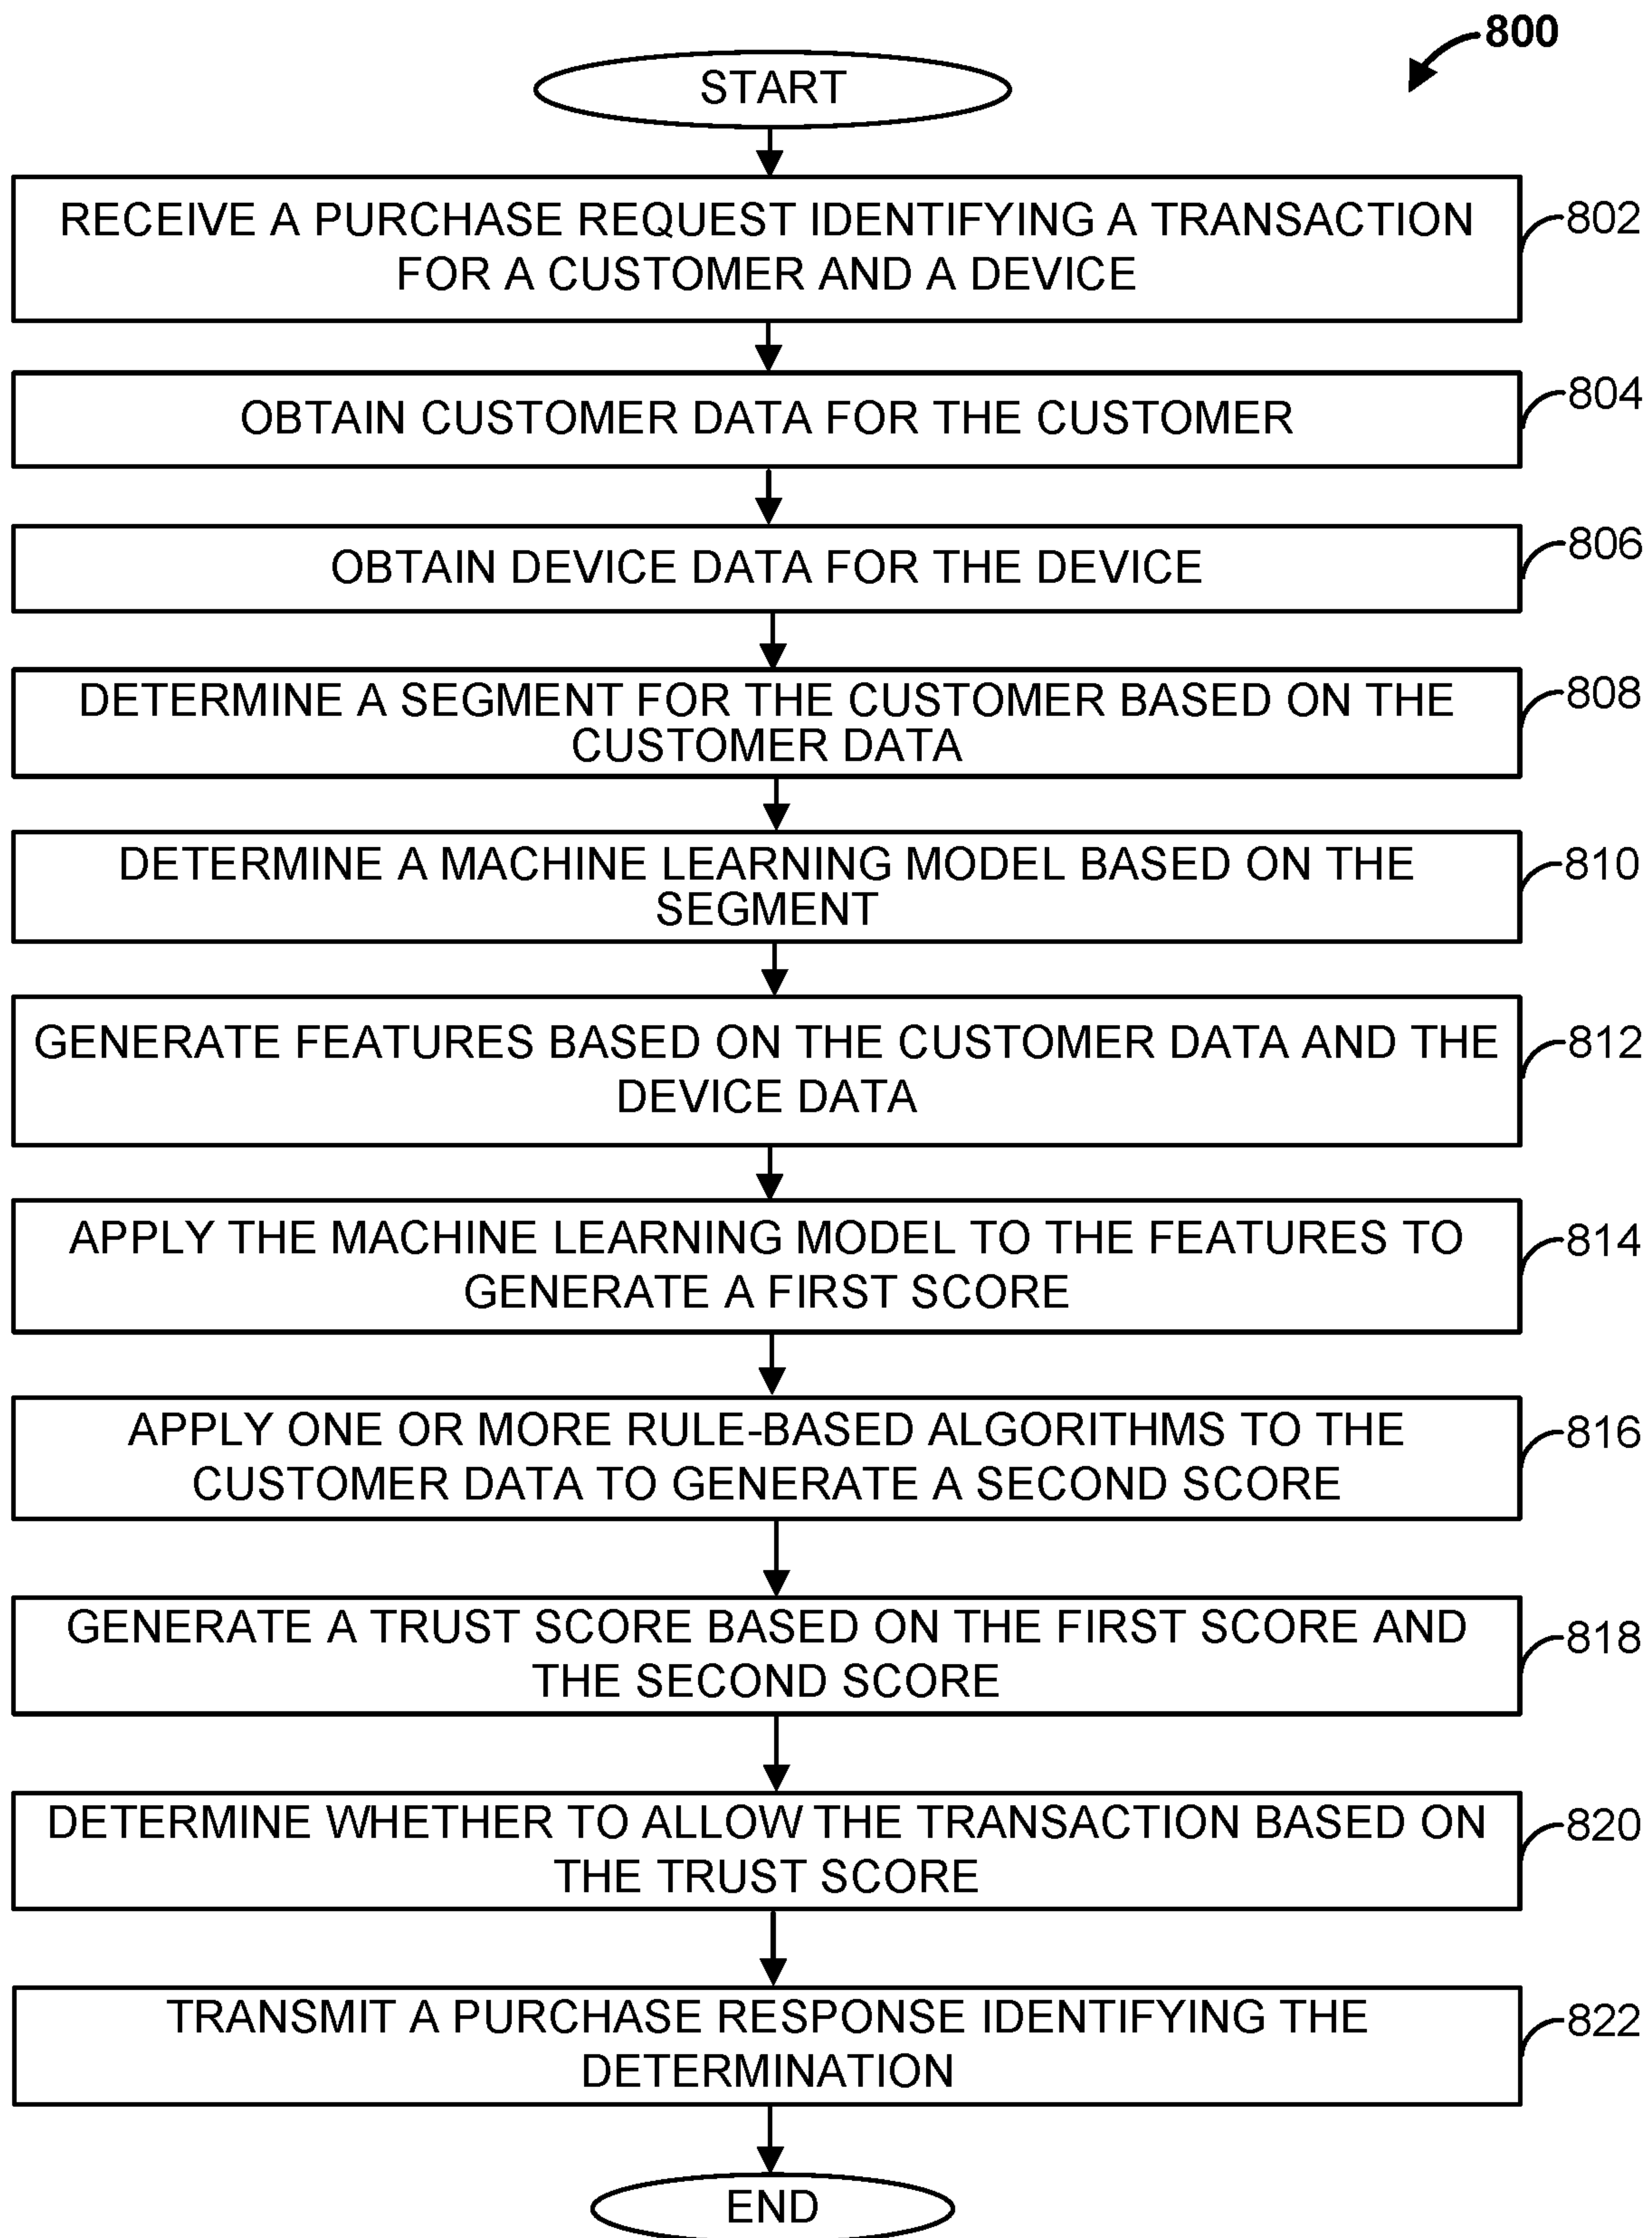 800
START
RECEIVE A PURCHASE REQUEST IDENTIFYING A TRANSACTION
FOR A CUSTOMER AND A DEVICE
802
OBTAIN CUSTOMER DATA FOR THE CUSTOMER
804
OBTAIN DEVICE DATA FOR THE DEVICE
806
DETERMINE A SEGMENT FOR THE CUSTOMER BASED ON THE
CUSTOMER DATA
808
DETERMINE A MACHINE LEARNING MODEL BASED ON THE
SEGMENT
810
GENERATE FEATURES BASED ON THE CUSTOMER DATA AND THE
DEVICE DATA
812
APPLY THE MACHINE LEARNING MODEL TO THE FEATURES TO
GENERATE A FIRST SCORE
814
APPLY ONE OR MORE RULE-BASED ALGORITHMS TO THE
CUSTOMER DATA TO GENERATE A SECOND SCORE
816
GENERATE A TRUST SCORE BASED ON THE FIRST SCORE AND
THE SECOND SCORE
818
DETERMINE WHETHER TO ALLOW THE TRANSACTION BASED ON
THE TRUST SCORE
820
TRANSMIT A PURCHASE RESPONSE IDENTIFYING THE
DETERMINATION
822
END